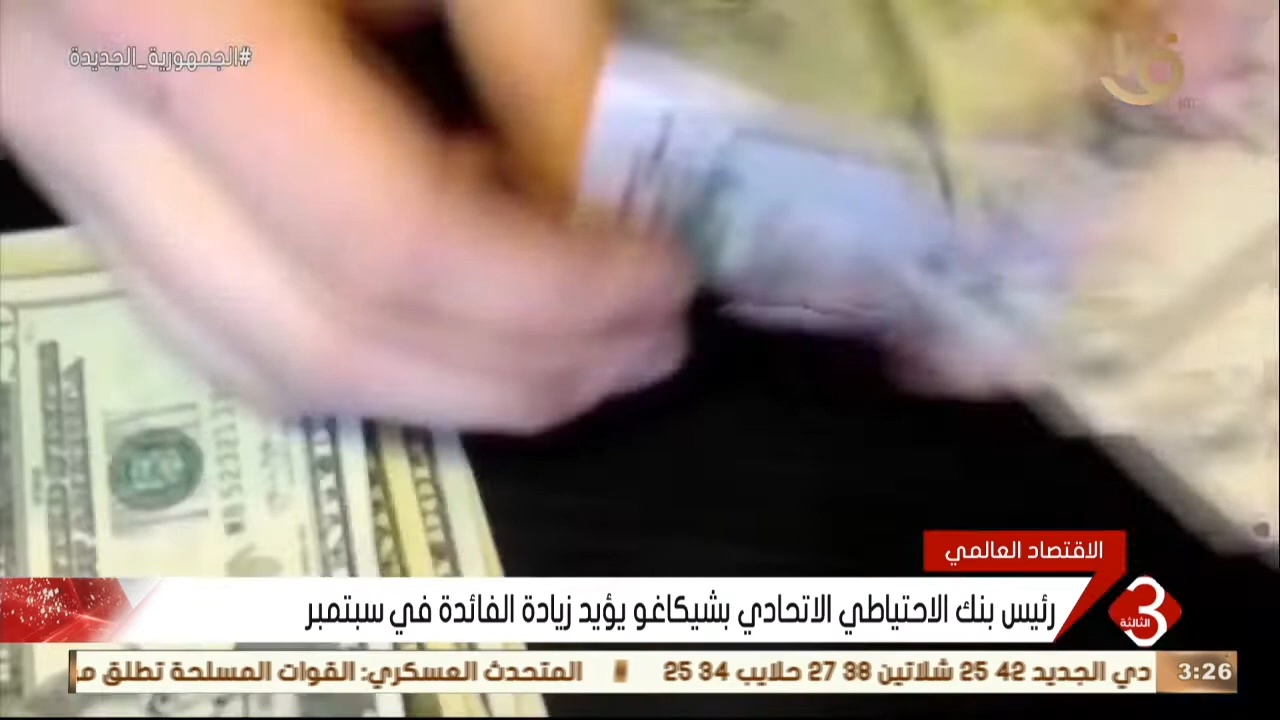 #الجمهورية_الجديدة
الاقتصاد العالمي
رئيس بنك الاحتياطي الاتحادي بشيكاغو يؤيد زيادة الفائدة في سبتمبر
3
الثالثة
3:26
دي الجديد 42 25 شلاتين 38 27 حلايب 34 25 المتحدث العسكري: القوات المسلحة تطلق